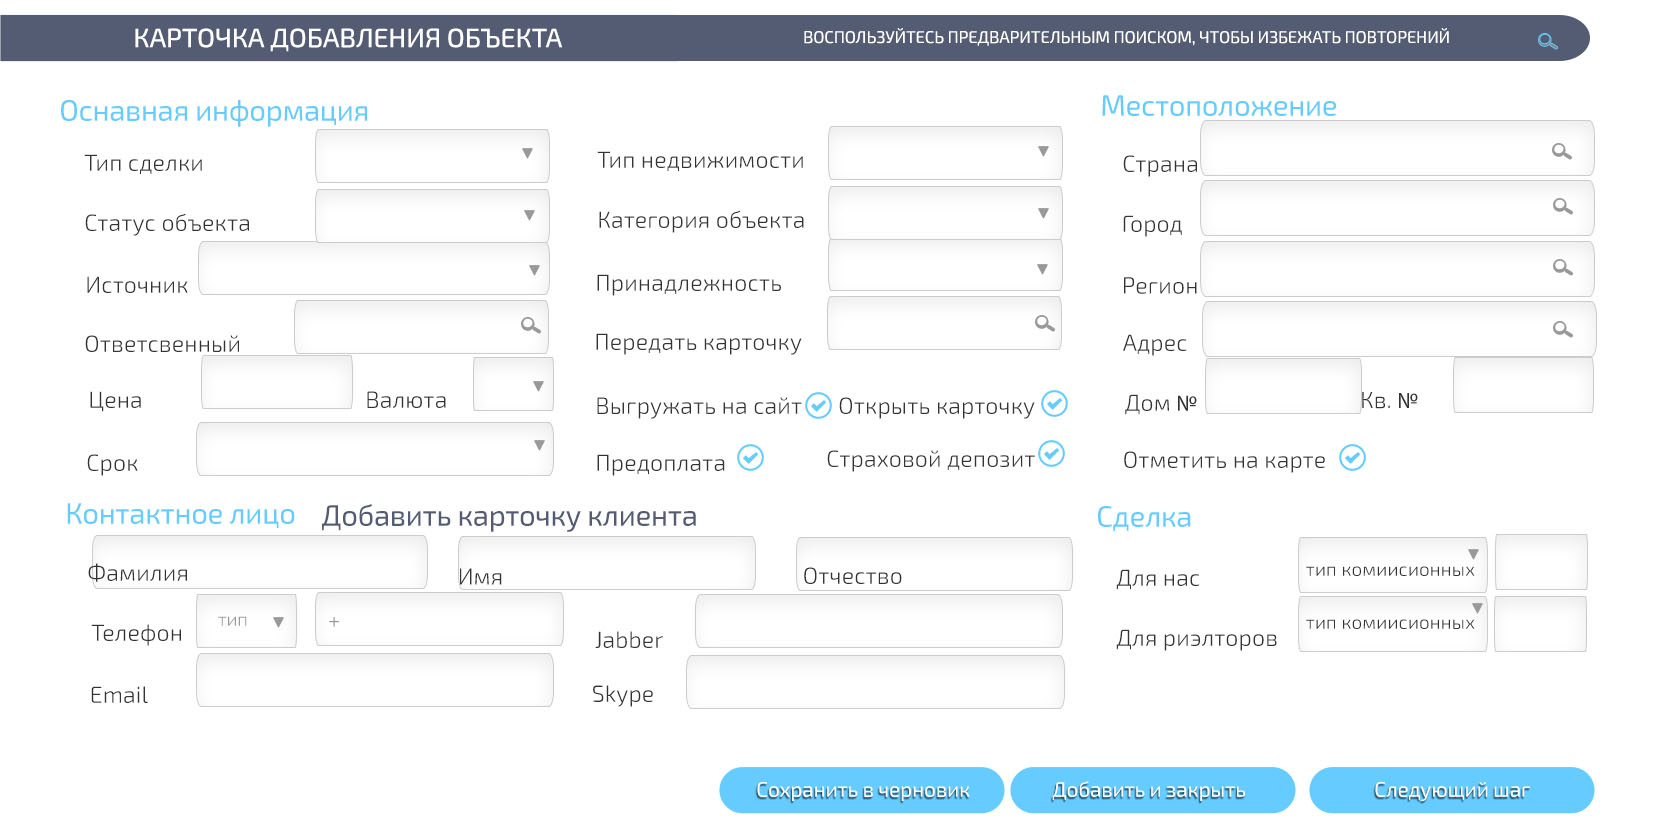 КАРТОЧКА ДОБАВЛЕНИЯ ОБЪЕКТА
ВОСПОЛЬЗУЙТЕСЬ ПРЕДВАРИТЕЛЬНЫМ ПОИСКОМ, ЧТОБЫ ИЗБЕЖАТЬ ПОВТОРЕНИЙ
Оснавная информация
Тип сделки
Статус объекта
Источник
Ответсвенный
Цена
Валюта
Срок
Тип недвижимости
Категория объекта
Принадлежность
Передать карточку
Выгружать на сайт
Открыть карточку
Предоплата
Страховой депозит
Местоположение
Страна
Город
Регион
Адрес
Дом №
Кв. №
Отметить на карте
Контактное лицо
Добавить карточку клиента
Фамилия
Имя
Отчество
Телефон
тип
+
Jabber
Email
Skype
Сделка
Для нас
тип комиисионных
Для риэлторов
тип комиисионных
Сохранить в черновик
Добавить и закрыть
Следующий шаг